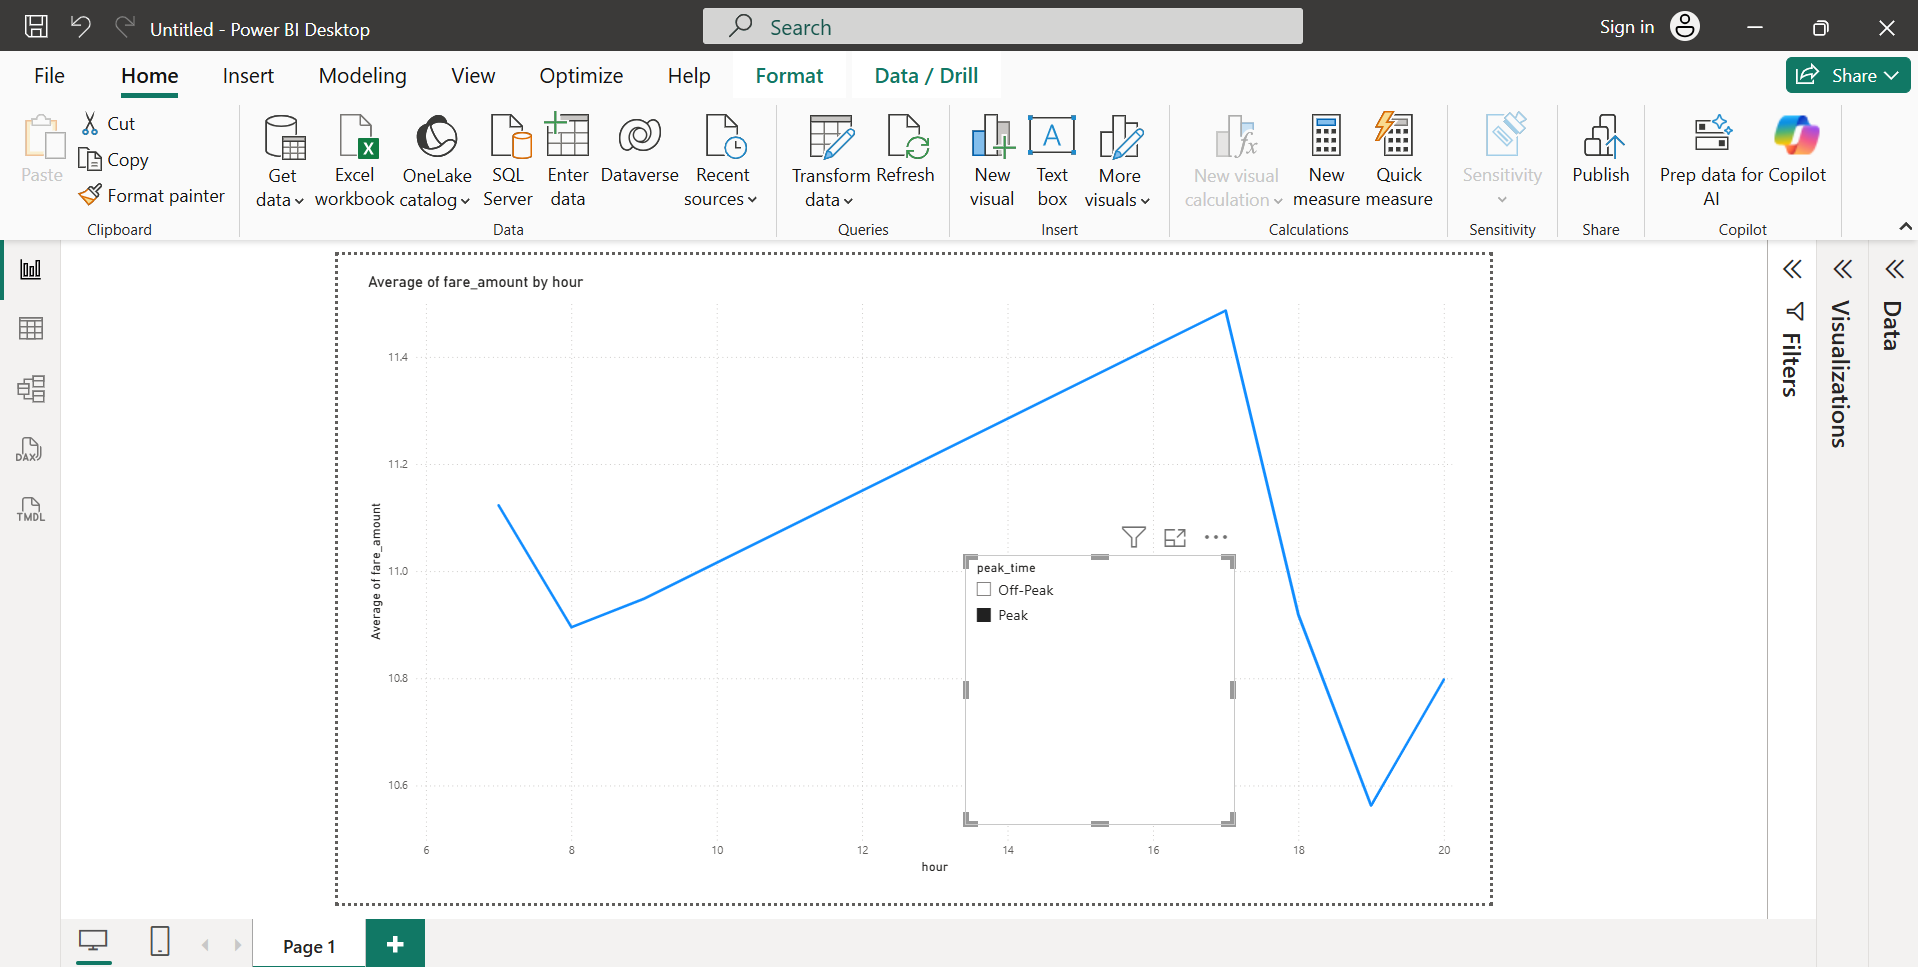 Untitled - Power BI Desktop
Search
Sign in
File
Home
Insert
Modeling
View
Optimize
Help
Format
Data / Drill
Share
Paste
Cut
Copy
Format painter
Clipboard
Get data
Excel workbook
OneLake catalog
SQL Server
Enter data
Dataverse
Recent sources
Data
Transform data
Refresh
Queries
New visual
A
Text box
More visuals
Insert
New visual calculation
New measure
Quick measure
Calculations
Sensitivity
Sensitivity
Publish
Share
Prep data for AI
Copilot
Copilot
DAX
TMDL
Average of fare_amount by hour
Average of fare_amount
11.4
11.2
11.0
10.8
10.6
6
8
10
12
14
16
18
20
hour
peak_time
Off-Peak
Peak
Filters
Visualizations
Data
Page 1